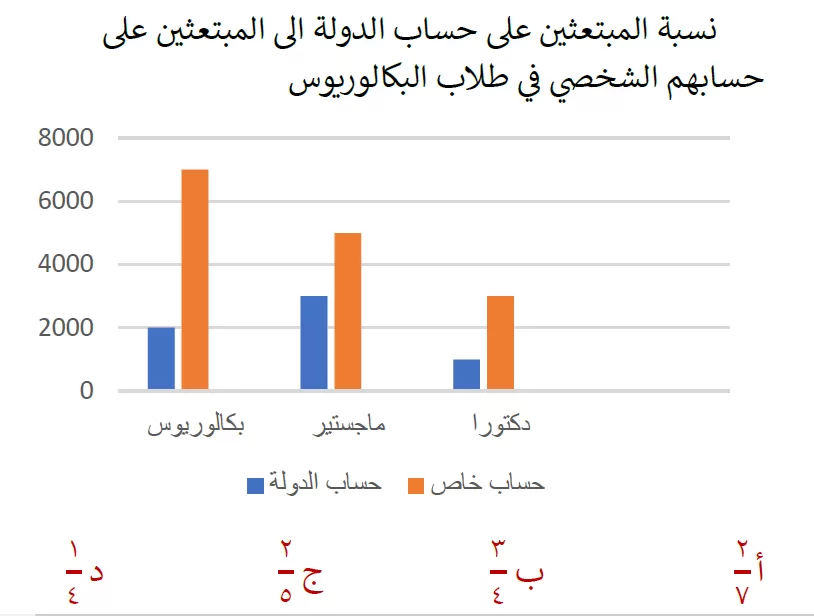 نسبة المبتعثين على حساب الدولة الى المبتعثين على
حسابهم الشخصي في طلاب البكالوريوس
8000
6000
4000
2000
0
بكالوريوس ماجستير دكتورا
حساب الدولة حساب خاص
أ ٢/٧ ب ٣/٤ ج ٢/٥ د ١/٤